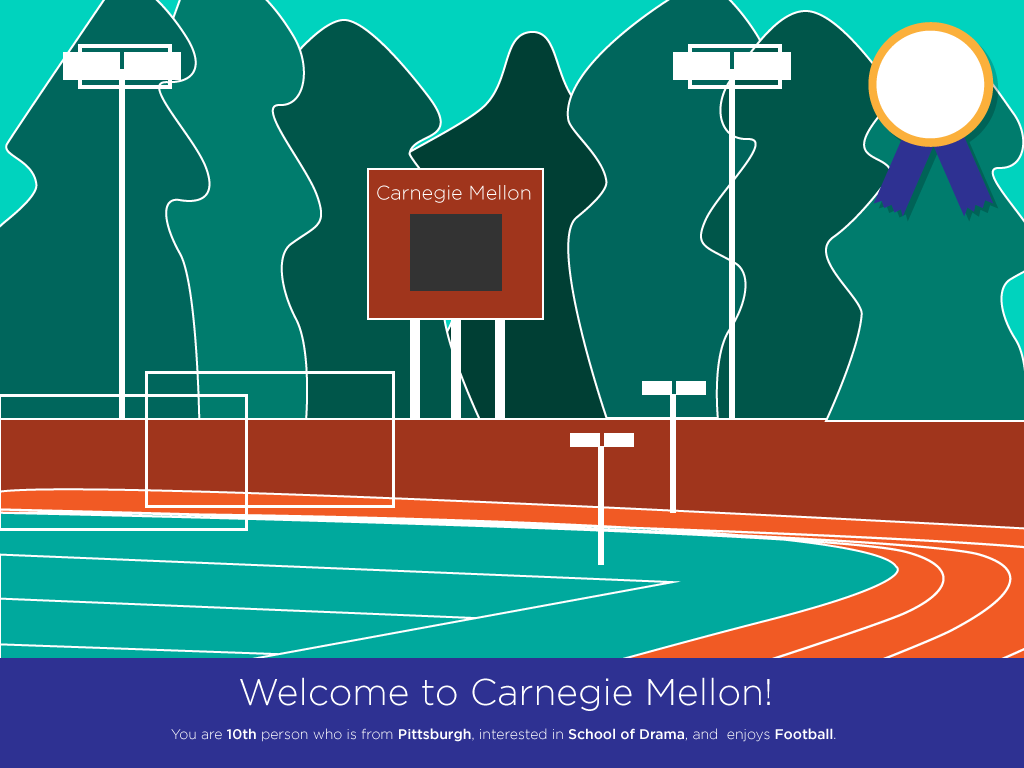 Carnegie Mellon
Welcome to Carnegie Mellon!
You are 10th person who is from Pittsburgh, interested in School of Drama, and  enjoys Football.